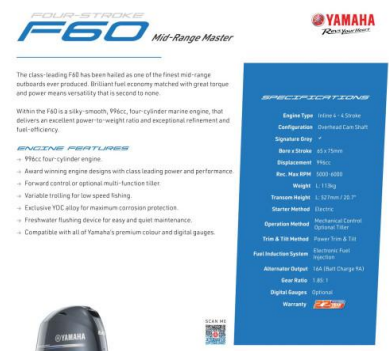 FOUR-STROKE
F60 Mid-Range Master
YAMAHA
Revs Your Heart
The class-leading F60 has been hailed as one of the finest mid-range
outboards ever produced. Brilliant fuel economy matched with great torque
and power means versatility that is second to none.
Within the F60 is a silky-smooth, 996cc, four-cylinder marine engine, that
delivers an excellent power-to-weight ratio and exceptional refinement and
fuel-efficiency.
ENGINE FEATURES
→ 996cc four-cylinder engine.
→ Award winning engine designs with class leading power and performance.
→ Forward control or optional multi-function tiller.
→ Variable trolling for low speed fishing.
→ Exclusive YDC alloy for maximum corrosion protection.
→ Freshwater flushing device for easy and quiet maintenance.
→ Compatible with all of Yamaha's premium colour and digital gauges.
SPECIFICATIONS
Engine Type Inline 4 - 4 Stroke
Configuration Overhead Cam Shaft
Signature Grey
Bore x Stroke 65 x 75mm
Displacement 996cc
Rec. Max RPM 5000-6000
Weight L: 113kg
Transom Height L: 527mm / 20.7"
Starter Method Electric
Operation Method Mechanical Control
Optional Tiller
Trim & Tilt Method Power Trim & Tilt
Fuel Induction System Electronic Fuel
Injection
Alternator Output 16A (Batt Charge 9A)
Gear Ratio 1.85: 1
Digital Gauges Optional
Warranty
SCAN ME
YAMAHA